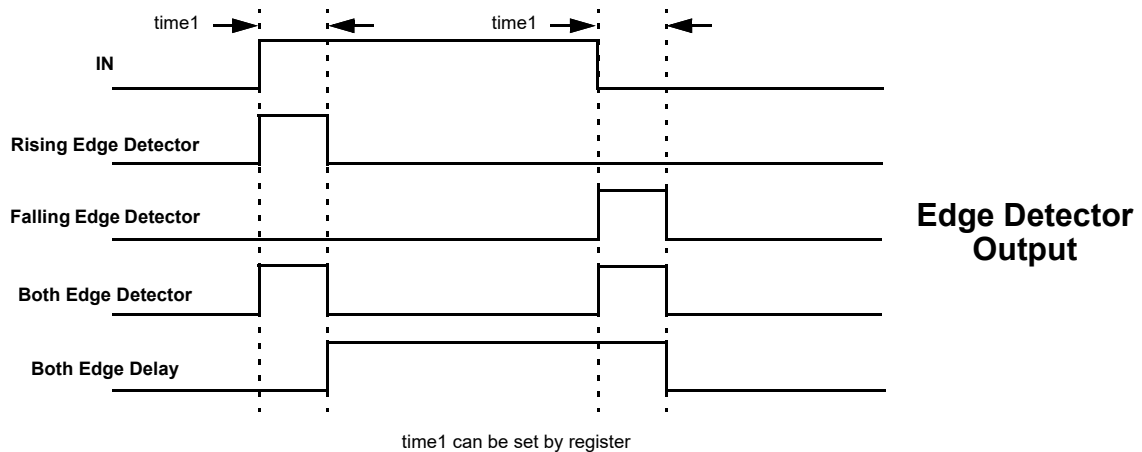 time1
time1
IN
Rising Edge Detector
Falling Edge Detector
Edge Detector
Output
Both Edge Detector
Both Edge Delay
time1 can be set by register